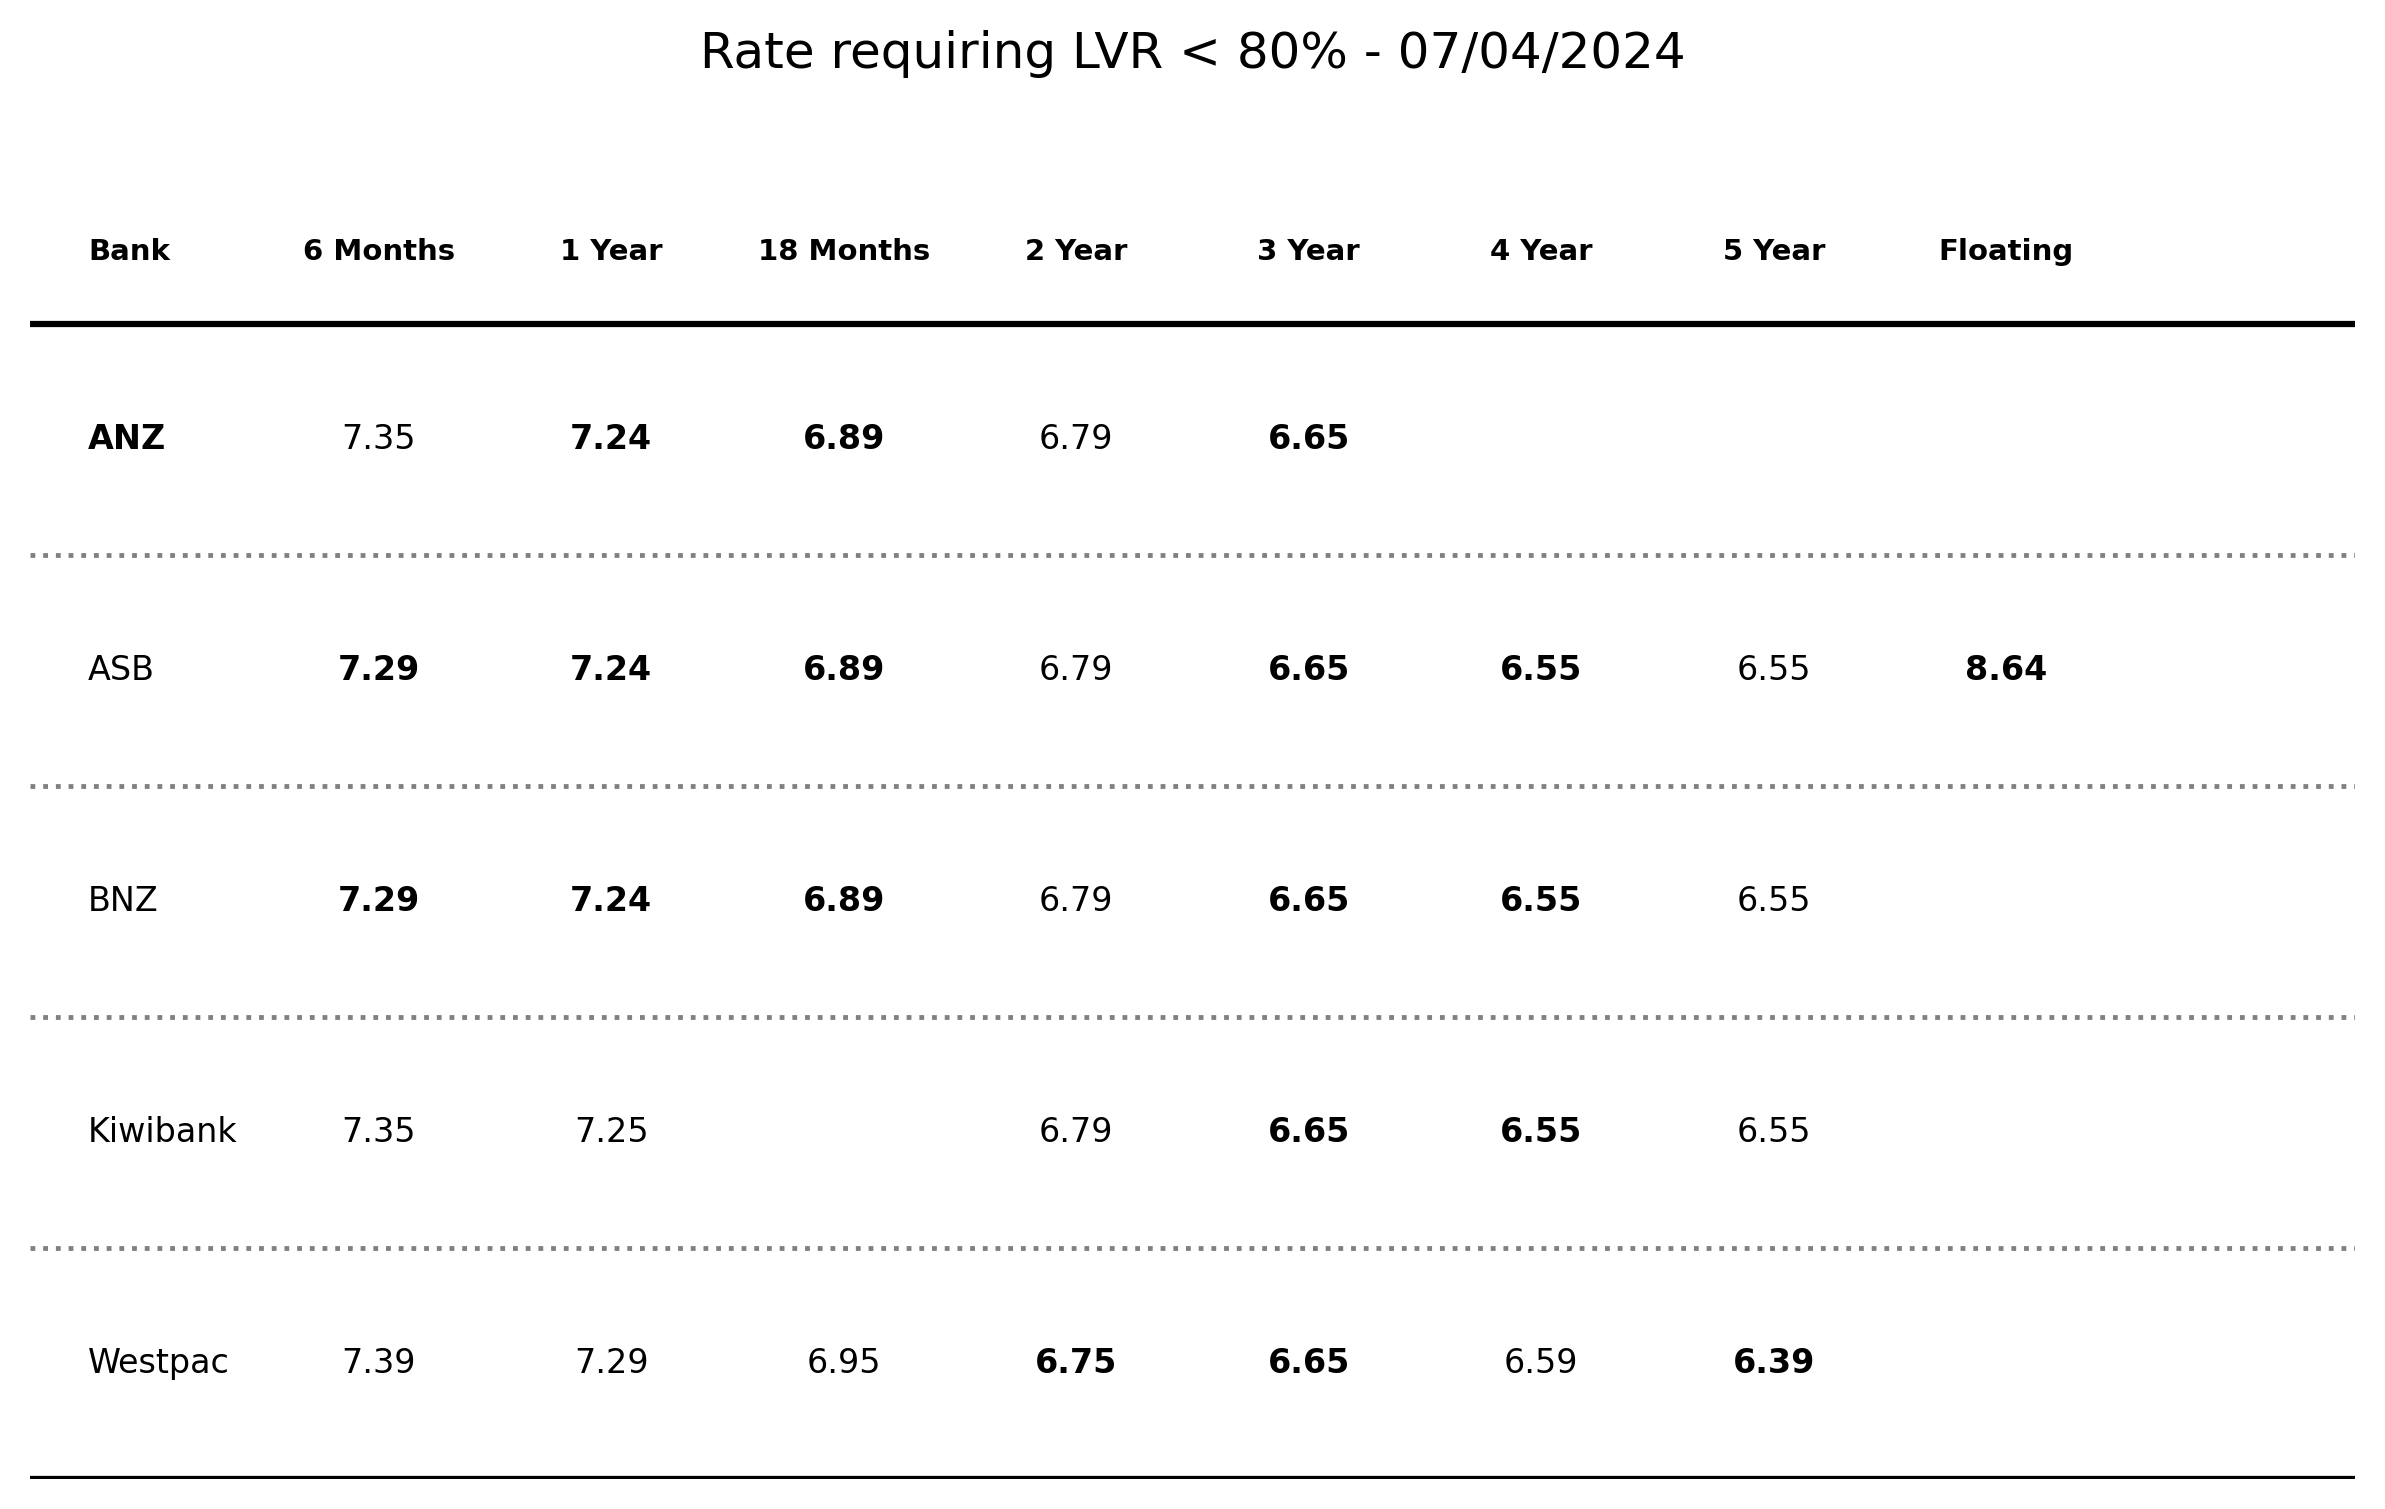 Rate requiring LVR < 80% - 07/04/2024
Bank 6 Months 1 Year 18 Months 2 Year 3 Year 4 Year 5 Year Floating
ANZ 7.35 7.24 6.89 6.79 6.65
ASB 7.29 7.24 6.89 6.79 6.65 6.55 6.55 8.64
BNZ 7.29 7.24 6.89 6.79 6.65 6.55 6.55
Kiwibank 7.35 7.25 6.79 6.65 6.55 6.55
Westpac 7.39 7.29 6.95 6.75 6.65 6.59 6.39